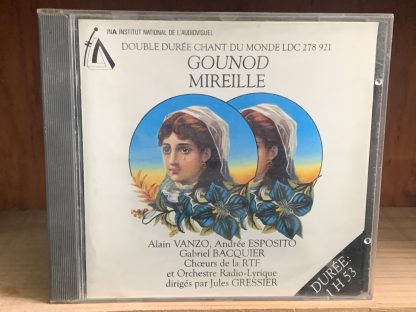 INA INSTITUT NATIONAL DE L'AUDIOVISUEL
DOUBLE DURÉE CHANT DU MONDE LDC 278 921
GOUNOD
MIREILLE
Alain VANZO, Andrée ESPOSITO
Gabriel BACQUIER
Chœurs de la RTF
et Orchestre Radio-Lyrique
dirigés par Jules GRESSIER
DURÉE:
1 H 53